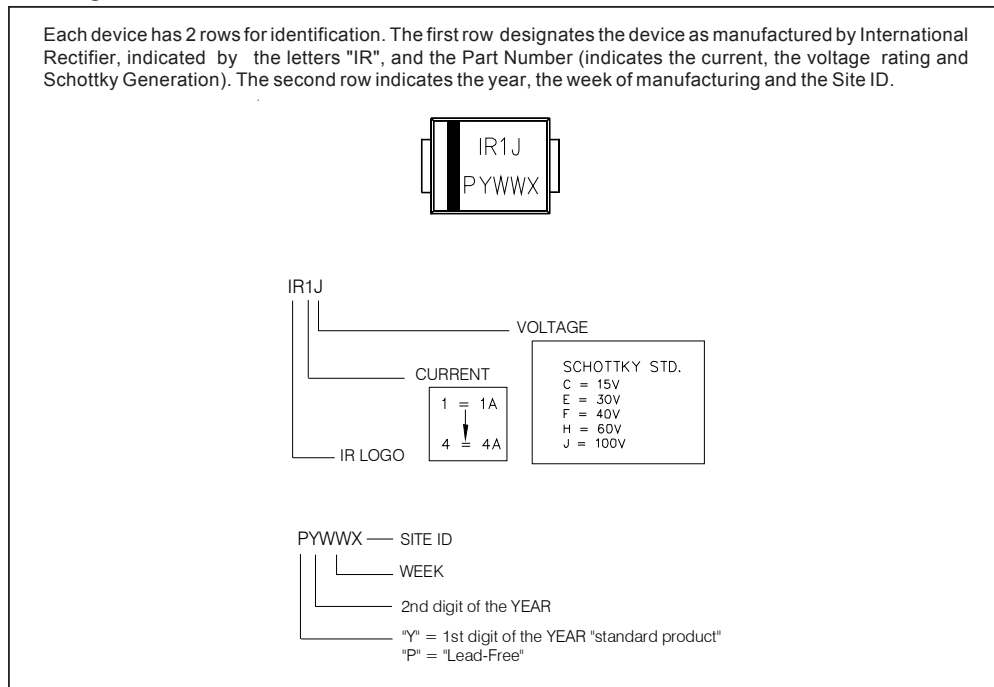 Each device has 2 rows for identification. The first row designates the device as manufactured by International
Rectifier, indicated by the letters "IR", and the Part Number (indicates the current, the voltage rating and
Schottky Generation). The second row indicates the year, the week of manufacturing and the Site ID.
IR1J
PYWWX
IR1J
VOLTAGE
SCHOTTKY STD.
C = 15V
E = 30V
F = 40V
H = 60V
J = 100V
CURRENT
1 = 1A
4 = 4A
IR LOGO
PYWWX SITE ID
WEEK
2nd digit of the YEAR
"Y" = 1st digit of the YEAR "standard product"
"P" = "Lead-Free"